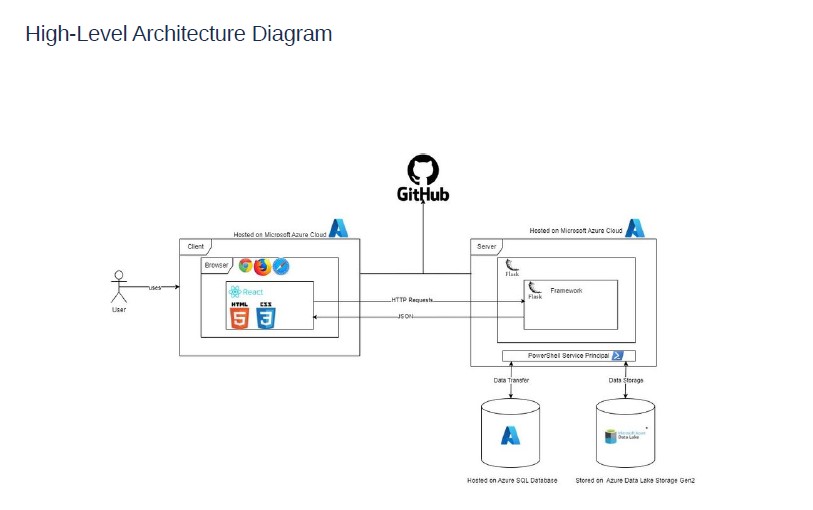 High-Level Architecture Diagram
GitHub
Hosted on Microsoft Azure Cloud
Hosted on Microsoft Azure Cloud
Client
Server
Browser
Flask
React
HTML CSS
5 3
Framework
Flask
uses
User
HTTP Requests
JSON
PowerShell Service Principal
Data Transfer
Data Storage
Microsoft Azure
Data Lake
Hosted on Azure SQL Database
Stored on Azure Data Lake Storage Gen2